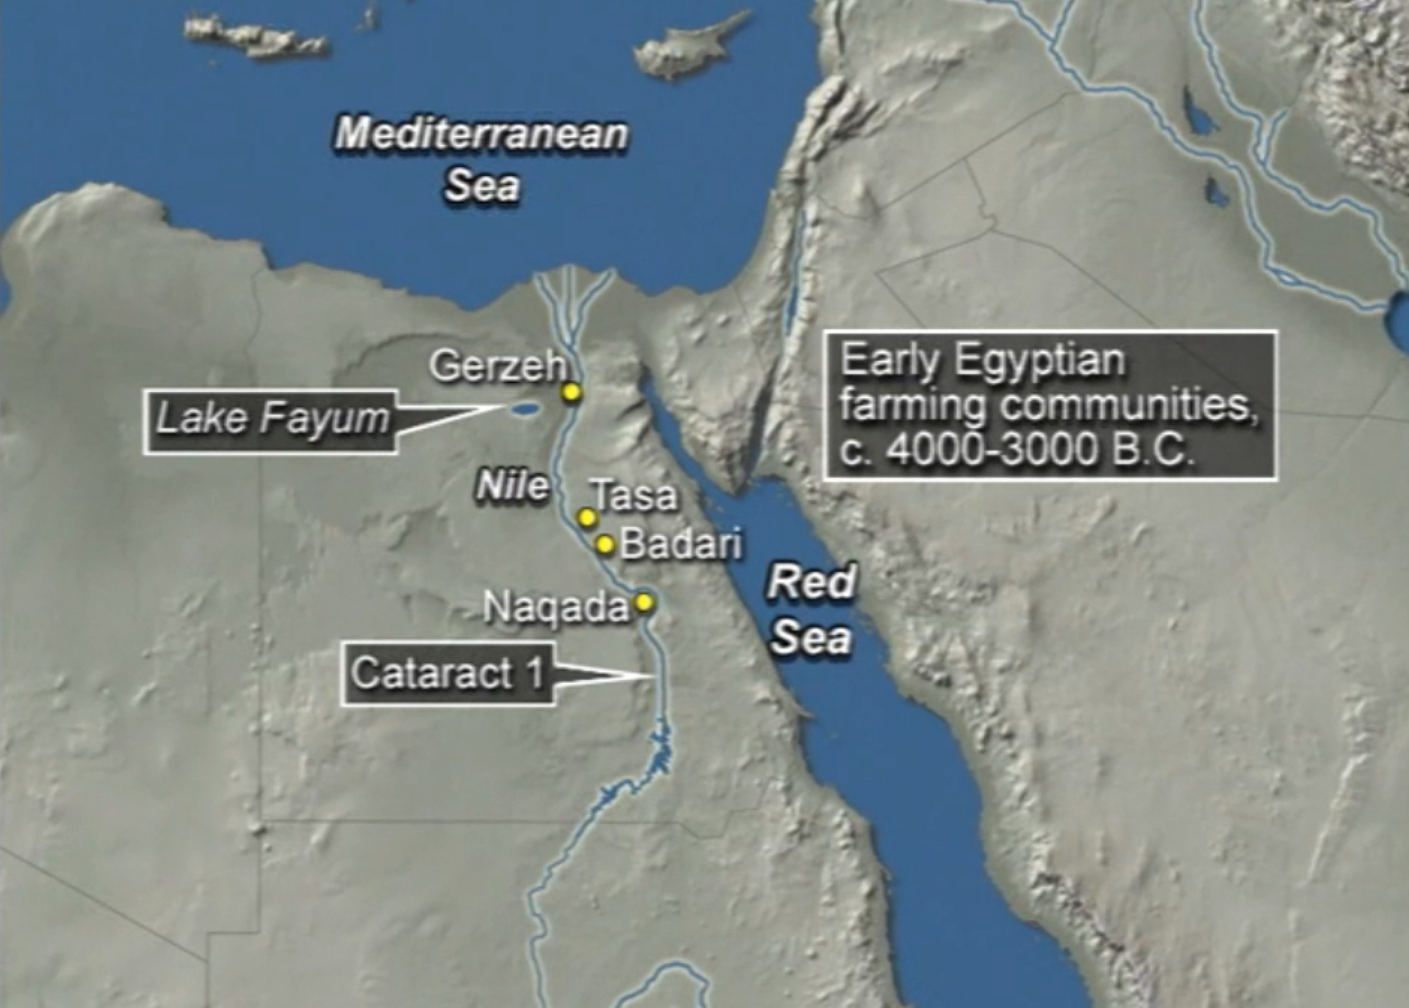 Mediterranean
Sea
Gerzeh
Lake Fayum
Early Egyptian
farming communities,
c. 4000-3000 B.C.
Nile
Tasa
Badari
Red
Sea
Naqada
Cataract 1